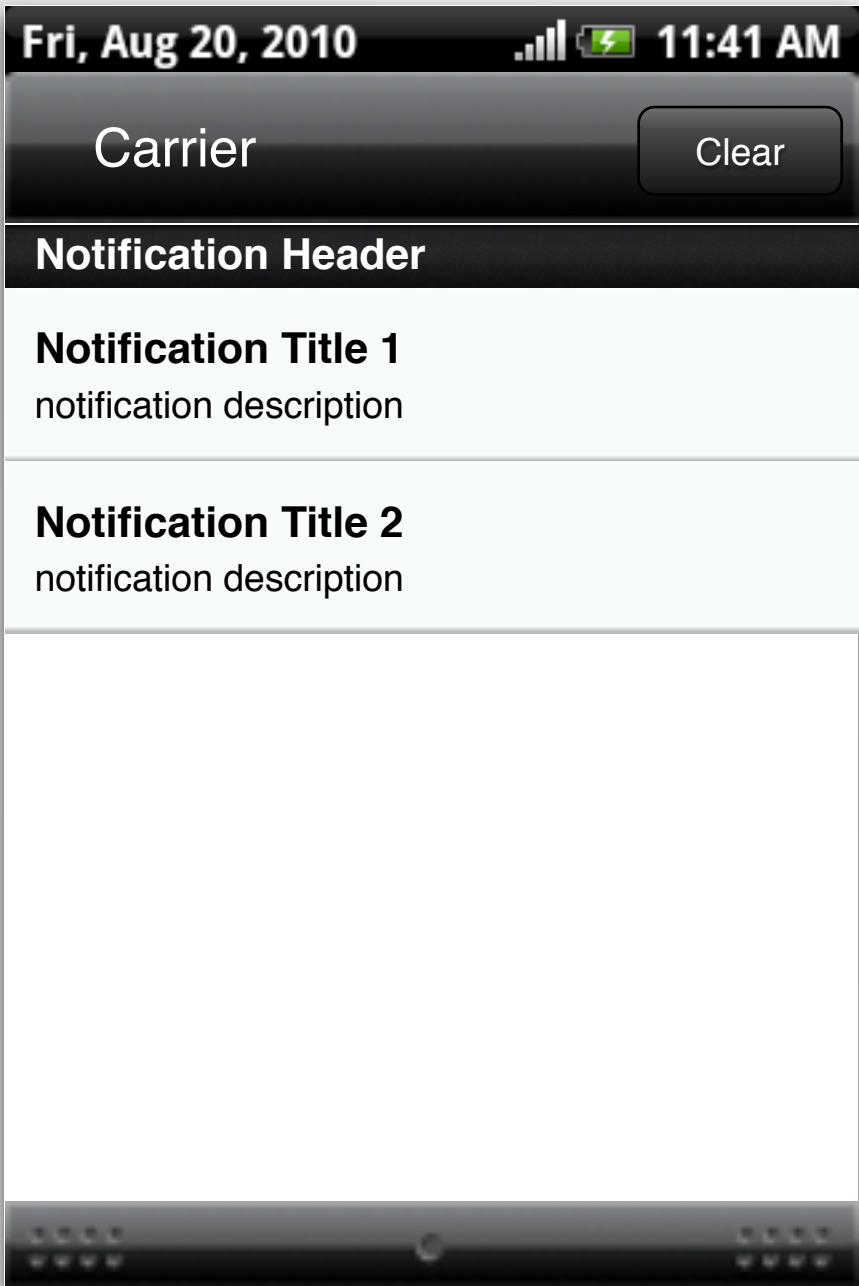 Fri, Aug 20, 2010 11:41 AM
Carrier Clear
Notification Header
Notification Title 1
notification description
Notification Title 2
notification description